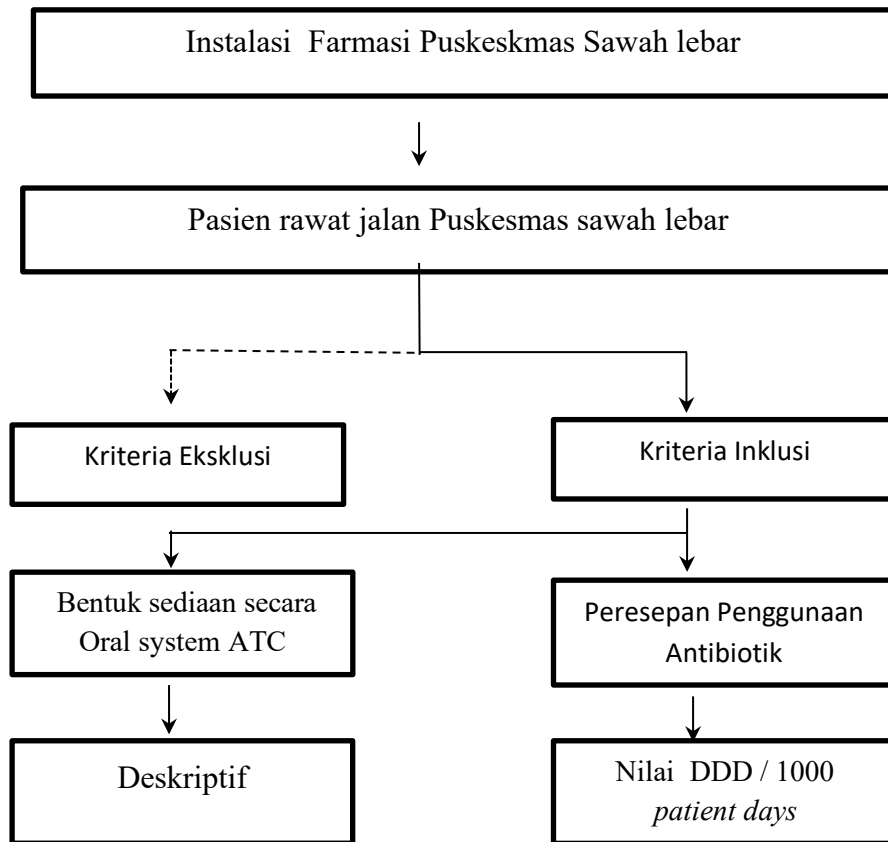 Instalasi Farmasi Puskeskmas Sawah lebar
Pasien rawat jalan Puskesmas sawah lebar
Kriteria Eksklusi
Kriteria Inklusi
Bentuk sediaan secara
Oral system ATC
Peresepan Penggunaan
Antibiotik
Deskriptif
Nilai DDD / 1000
patient days